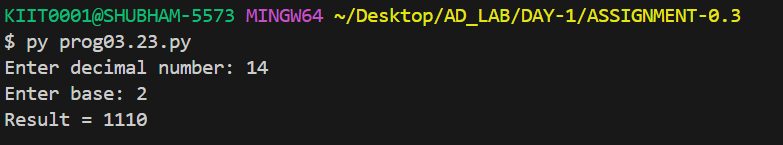 KIIT0001@SHUBHAM-5573 MINGW64 ~/Desktop/AD_LAB/DAY-1/ASSIGNMENT-0.3
$ py prog03.23.py
Enter decimal number: 14
Enter base: 2
Result = 1110